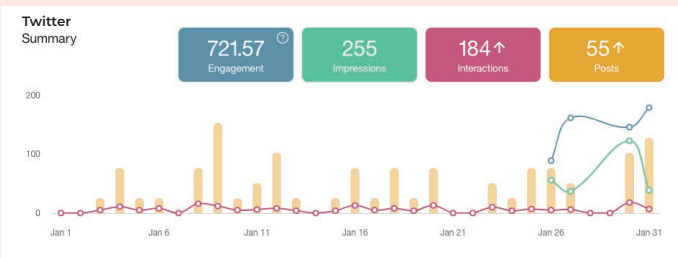 Twitter
Summary
721.57 ?
Engagement
255
Impressions
184↑
Interactions
55↑
Posts
200
100
0
Jan 1 Jan 6 Jan 11 Jan 16 Jan 21 Jan 26 Jan 31